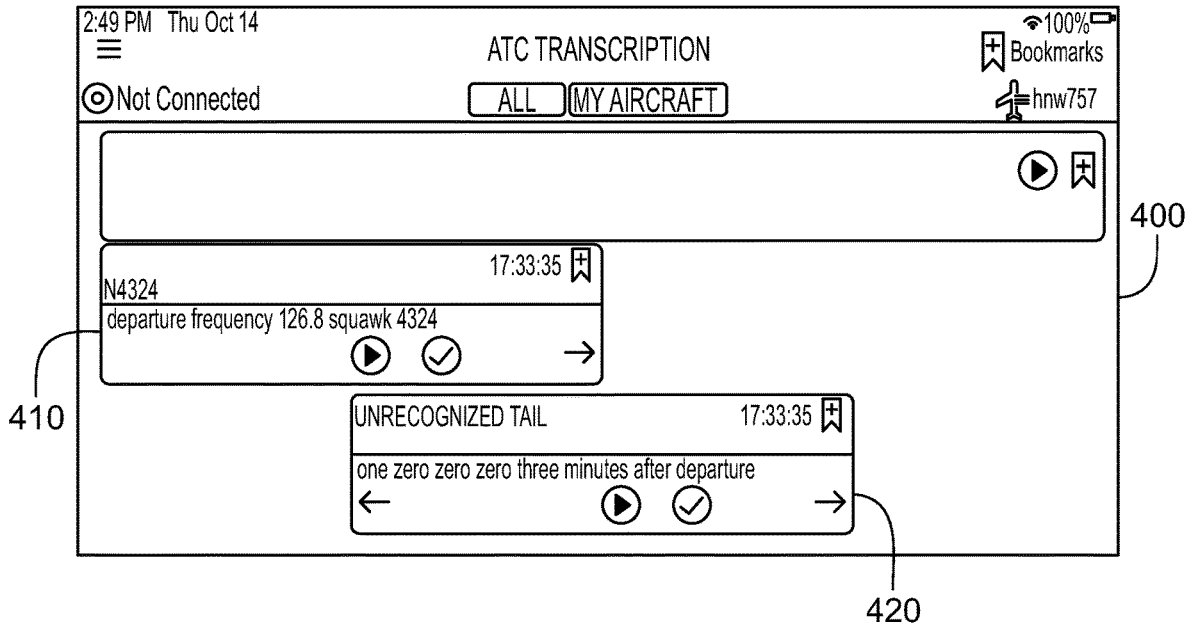 2:49 PM Thu Oct 14
100%
ATC TRANSCRIPTION
Bookmarks
Not Connected
ALL
MY AIRCRAFT
hnw757
400
17:33:35
N4324
departure frequency 126.8 squawk 4324
410
UNRECOGNIZED TAIL 17:33:35
one zero zero zero three minutes after departure
420